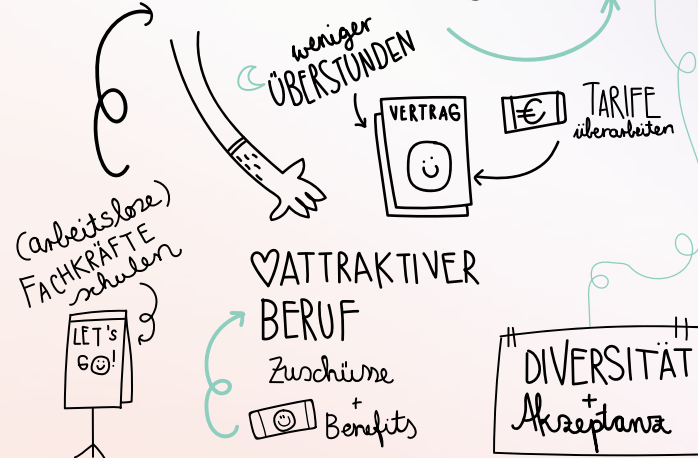 weniger
ÜBERSTUNDEN
VERTRAG
€
TARIFE
überarbeiten
(arbeitslose)
FACHKRÄFTE
schulen
LET's
GO!
ATTRAKTIVER
BERUF
Zuschüsse
+
Benefits
DIVERSITÄT
+
Akzeptanz